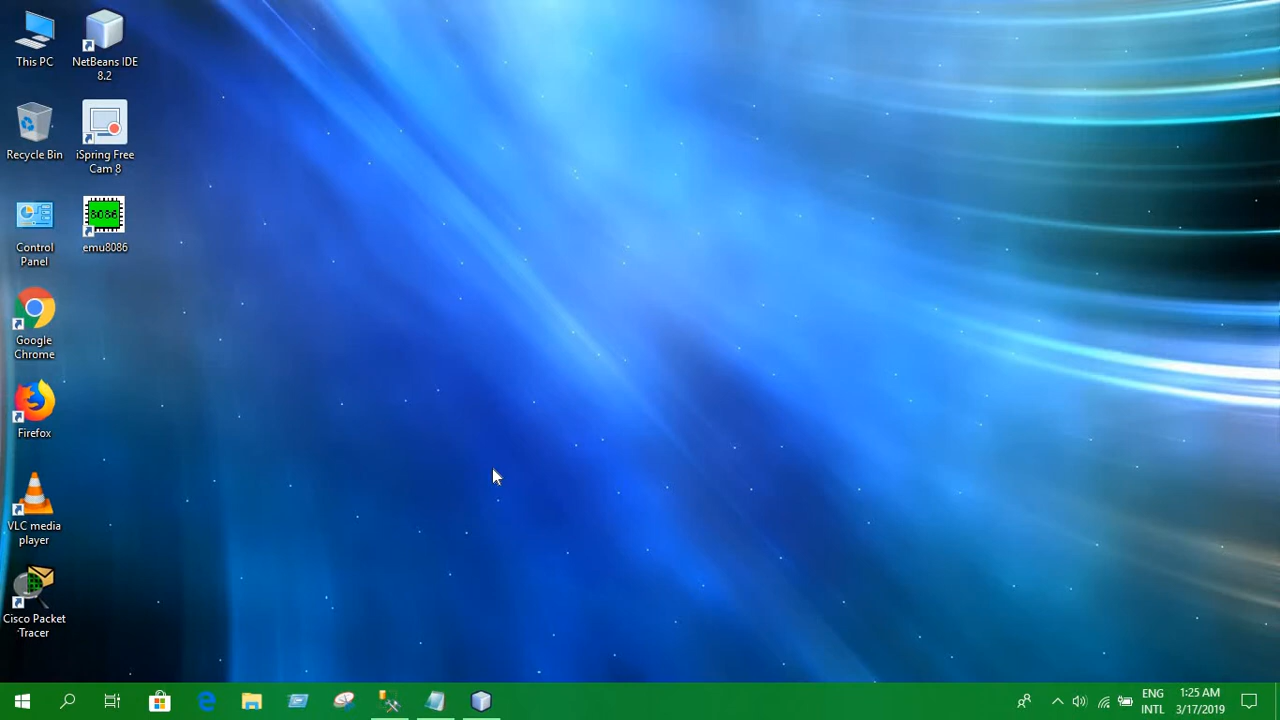 This PC
NetBeans IDE
8.2
Recycle Bin
iSpring Free
Cam 8
Control
Panel
8086
emu8086
Google
Chrome
Firefox
VLC media
player
Cisco Packet
Tracer
ENG
INTL
1:25 AM
3/17/2019